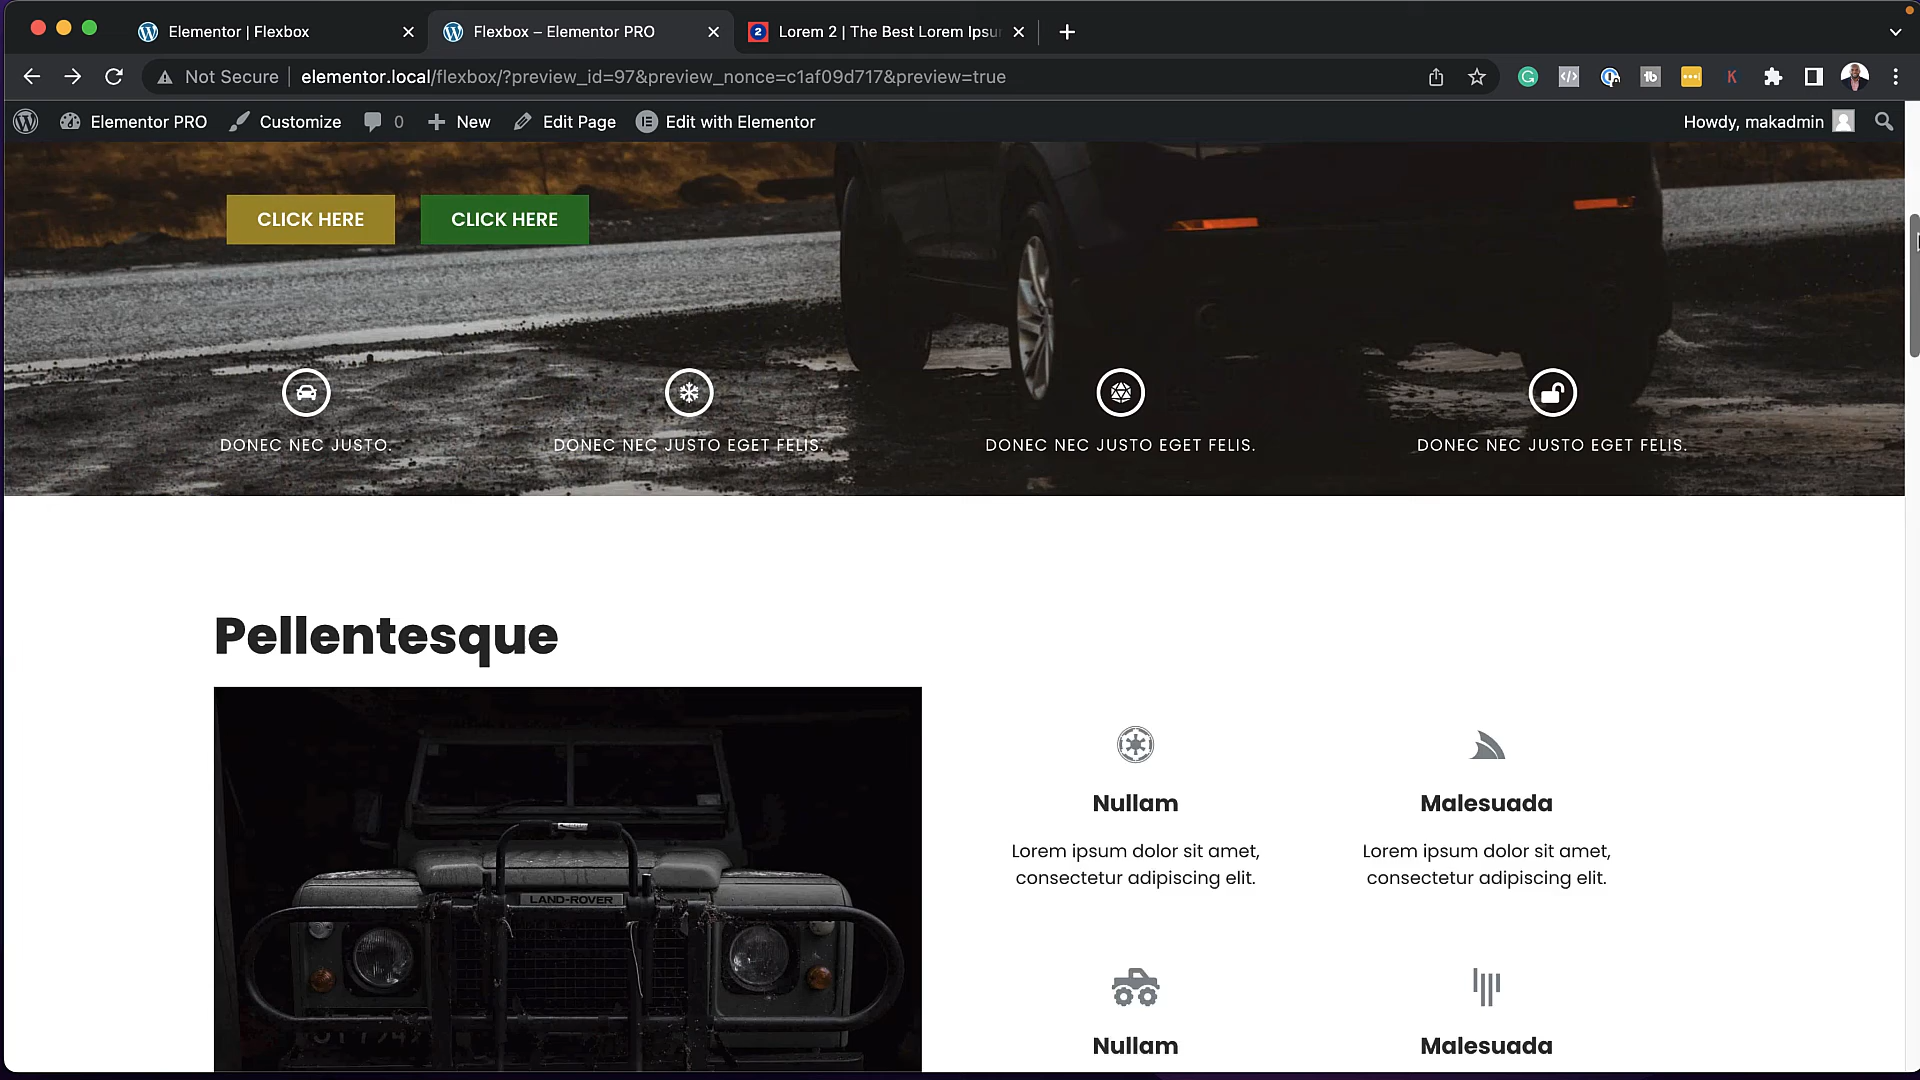 Elementor | Flexbox
Flexbox – Elementor PRO
2
Lorem 2 | The Best Lorem Ipsu
Not Secure
elementor.local/flexbox/?preview_id=97&preview_nonce=c1af09d717&preview=true
Elementor PRO
Customize
0
New
Edit Page
Edit with Elementor
Howdy, makadmin
CLICK HERE
CLICK HERE
DONEC NEC JUSTO.
DONEC NEC JUSTO EGET FELIS.
DONEC NEC JUSTO EGET FELIS.
DONEC NEC JUSTO EGET FELIS.
Pellentesque
LAND-ROVER
Nullam
Lorem ipsum dolor sit amet,
consectetur adipiscing elit.
Malesuada
Lorem ipsum dolor sit amet,
consectetur adipiscing elit.
Nullam
Malesuada